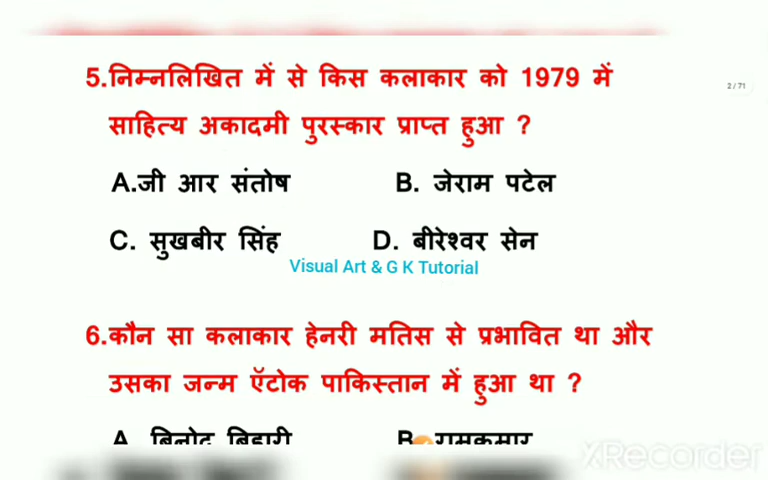 5.निम्नलिखित में से किस कलाकार को 1979 में
2/71
साहित्य अकादमी पुरस्कार प्राप्त हुआ ?
A.जी आर संतोष B. जेराम पटेल
C. सुखबीर सिंह D. बीरेश्वर सेन
Visual Art & G K Tutorial
6.कौन सा कलाकार हेनरी मतिस से प्रभावित था और
उसका जन्म ऍटोक पाकिस्तान में हुआ था ?
A बिनोद बिहारी B रामकुमार
XRecorder